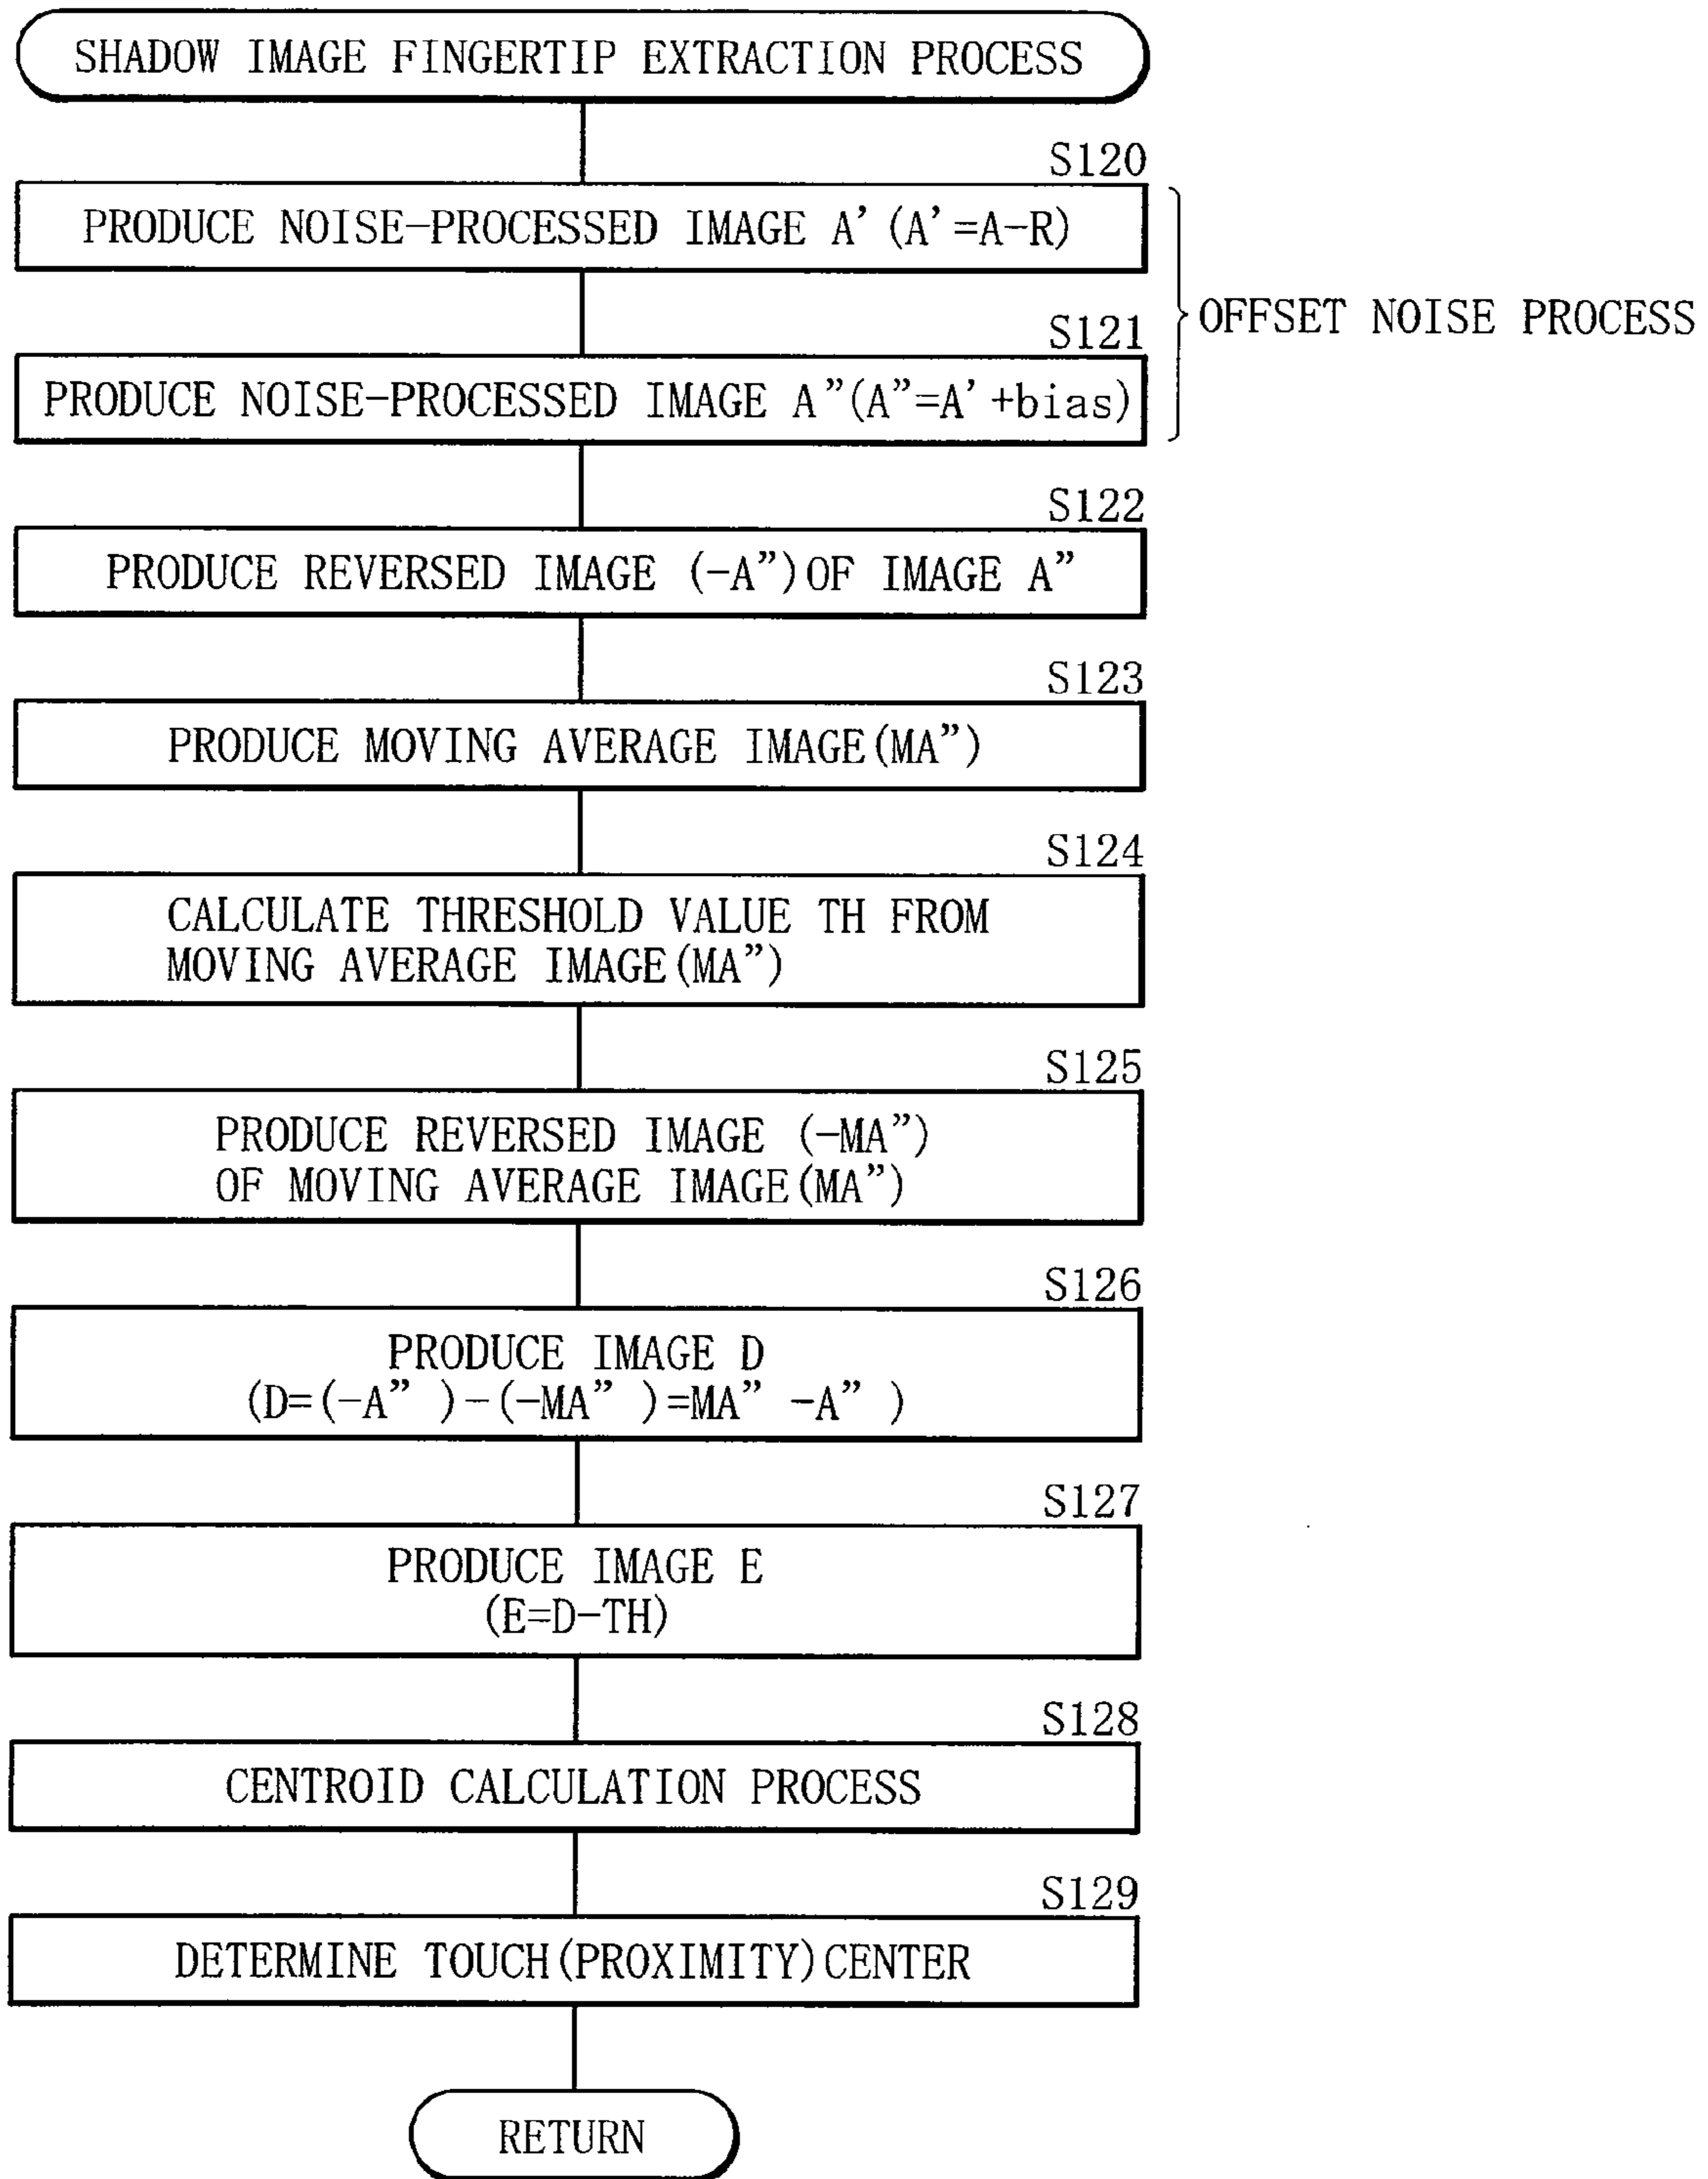 SHADOW IMAGE FINGERTIP EXTRACTION PROCESS
S120
PRODUCE NOISE-PROCESSED IMAGE A’(A’=A-R)
OFFSET NOISE PROCESS
S121
PRODUCE NOISE-PROCESSED IMAGE A”(A”=A’+bias)
S122
PRODUCE REVERSED IMAGE (-A”)OF IMAGE A”
S123
PRODUCE MOVING AVERAGE IMAGE(MA”)
S124
CALCULATE THRESHOLD VALUE TH FROM
MOVING AVERAGE IMAGE(MA”)
S125
PRODUCE REVERSED IMAGE (-MA”)
OF MOVING AVERAGE IMAGE(MA”)
S126
PRODUCE IMAGE D
(D=(-A” )-(-MA” )=MA” -A” )
S127
PRODUCE IMAGE E
(E=D-TH)
S128
CENTROID CALCULATION PROCESS
S129
DETERMINE TOUCH(PROXIMITY)CENTER
RETURN